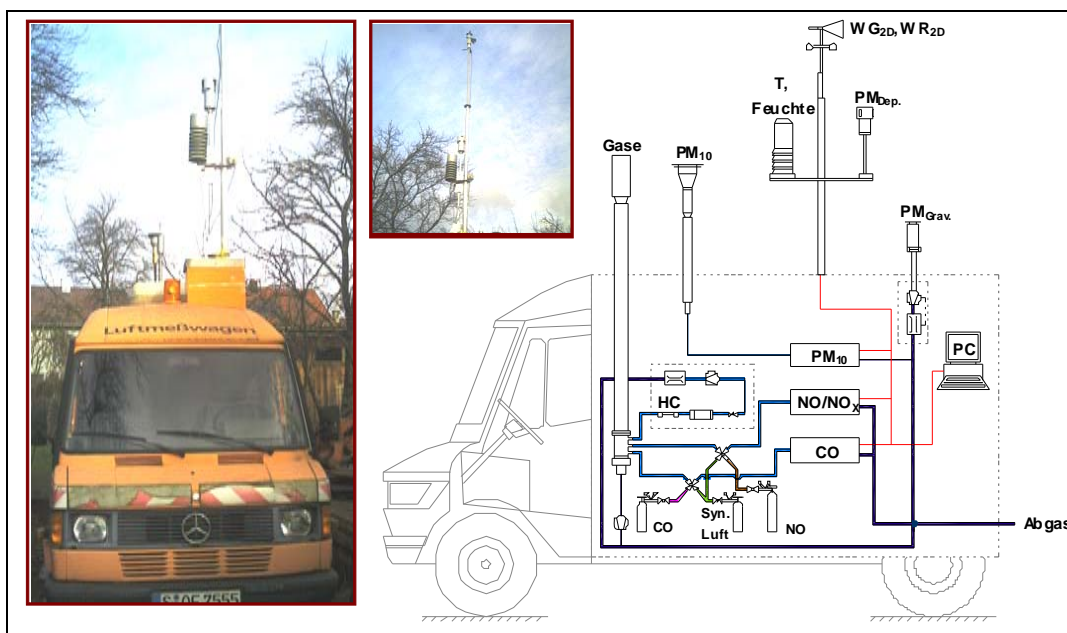 Luftmeßwagen
WG2D, WR2D
T,
Feuchte
PMDep.
Gase
PM10
PMGrav.
PM10
PC
HC
NO/NOX
CO
CO
Syn.
Luft
NO
Abgas